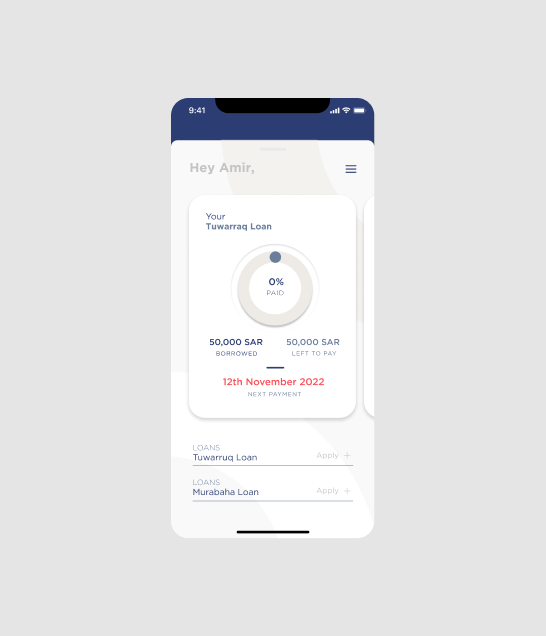 9:41
Hey Amir,
Your
Tuwarraq Loan
0%
PAID
50,000 SAR
BORROWED
50,000 SAR
LEFT TO PAY
12th November 2022
NEXT PAYMENT
LOANS
Tuwarruq Loan
Apply +
LOANS
Murabaha Loan
Apply +